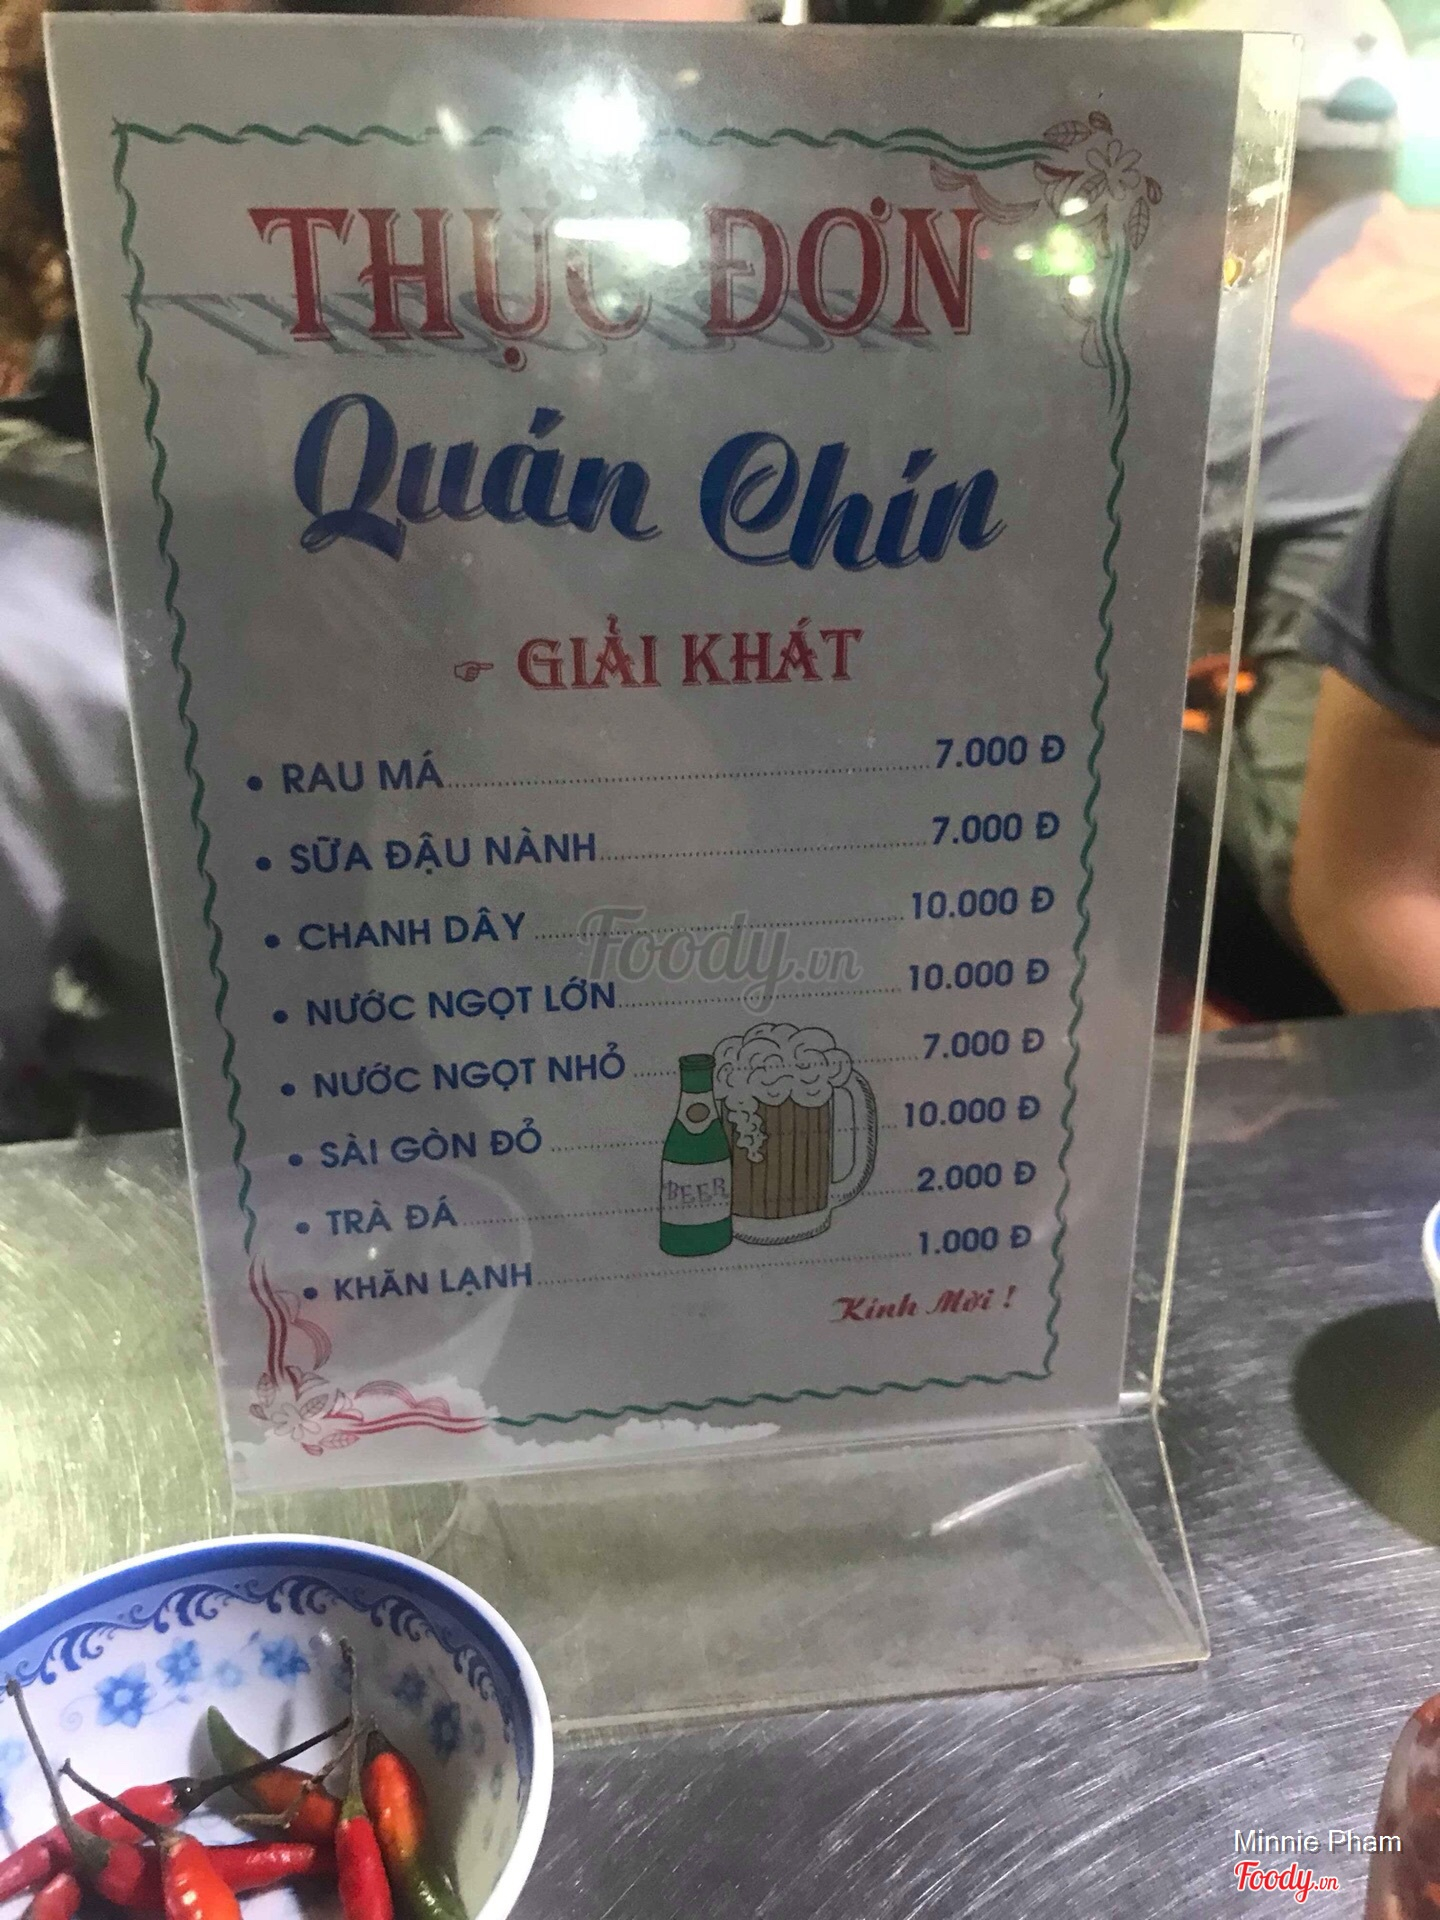 THỰC ĐƠN
Quán Chín
☞ GIẢI KHÁT
• RAU MÁ 7.000 Đ
• SỮA ĐẬU NÀNH 7.000 Đ
• CHANH DÂY 10.000 Đ
• NƯỚC NGỌT LỚN 10.000 Đ
• NƯỚC NGỌT NHỎ 7.000 Đ
• SÀI GÒN ĐỎ 10.000 Đ
• TRÀ ĐÁ 2.000 Đ
• KHĂN LẠNH 1.000 Đ
BEER
Kính Mời !
Foody.vn
Minnie Pham
Foody.vn